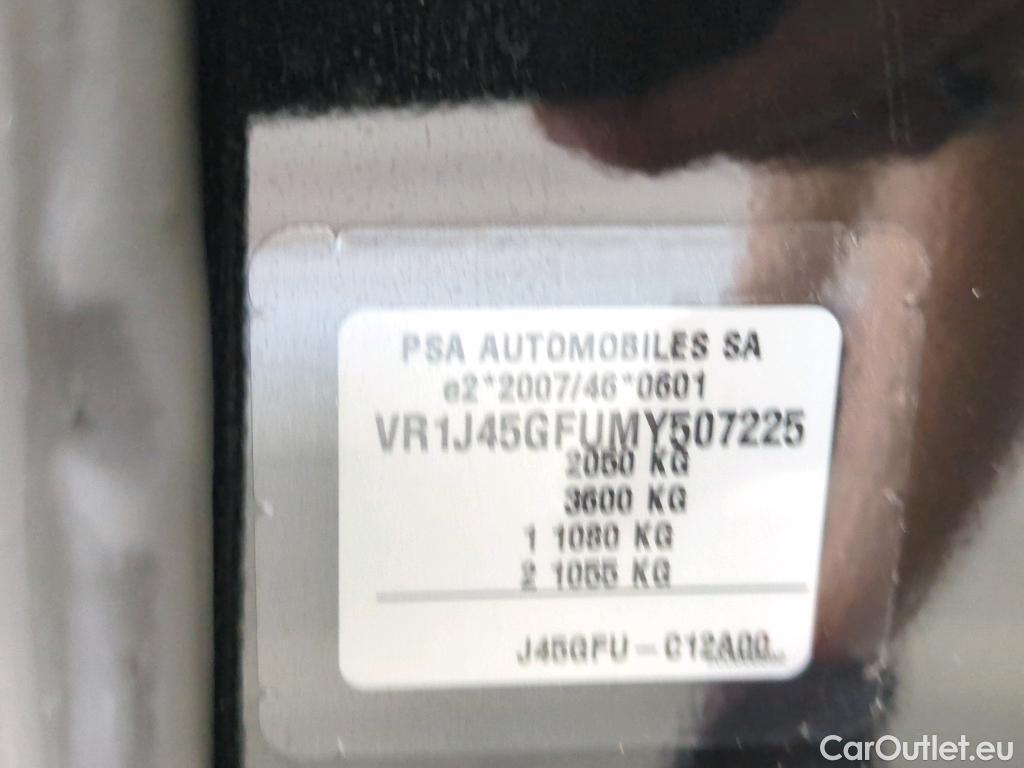 PSA AUTOMOBILES SA
e2*2007/46*0601
VR1J45GFUMY507225
2050 KG
3600 KG
1 1080 KG
2 1055 KG
J45GFU-C12A00
CarOutlet.eu